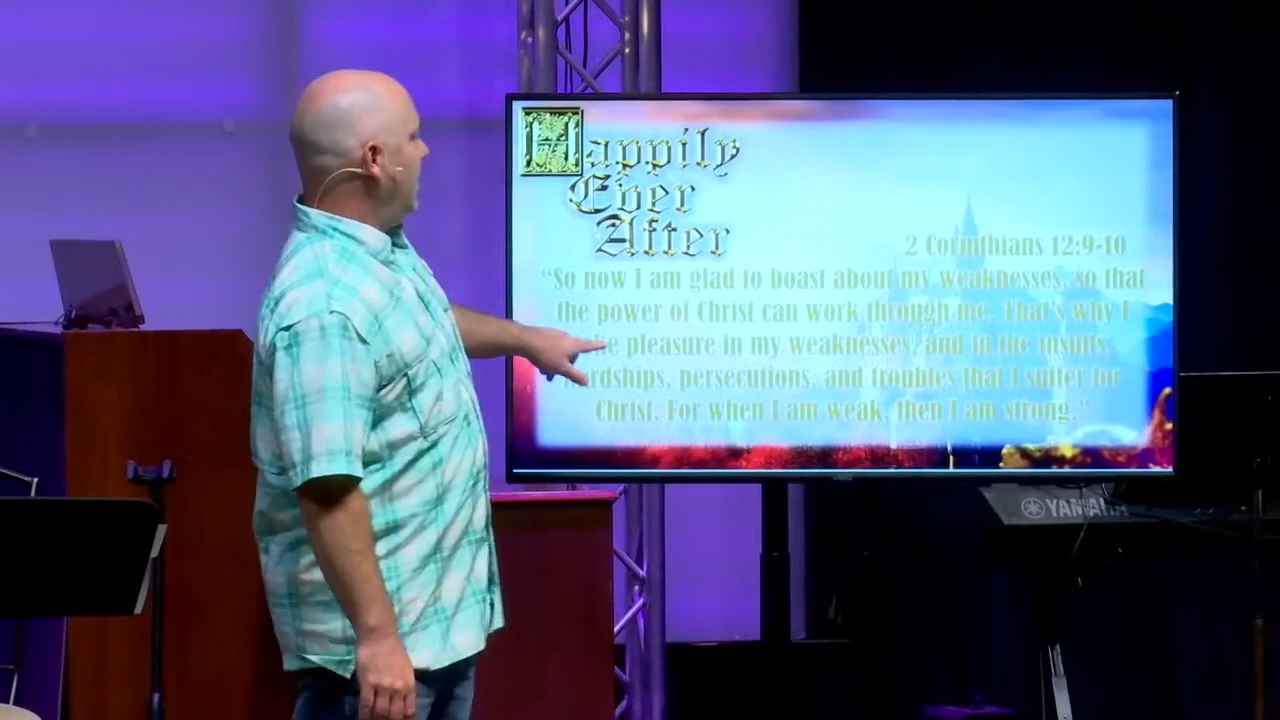 Happily
Ever
After
2 Corinthians 12:9-10
“So now I am glad to boast about my weaknesses, so that
the power of Christ can work through me. That's why I
pleasure in my weaknesses, and in the insults,
rdships, persecutions, and troubles that I suffer for
Christ. For when I am weak, then I am strong.”
YAMAHA